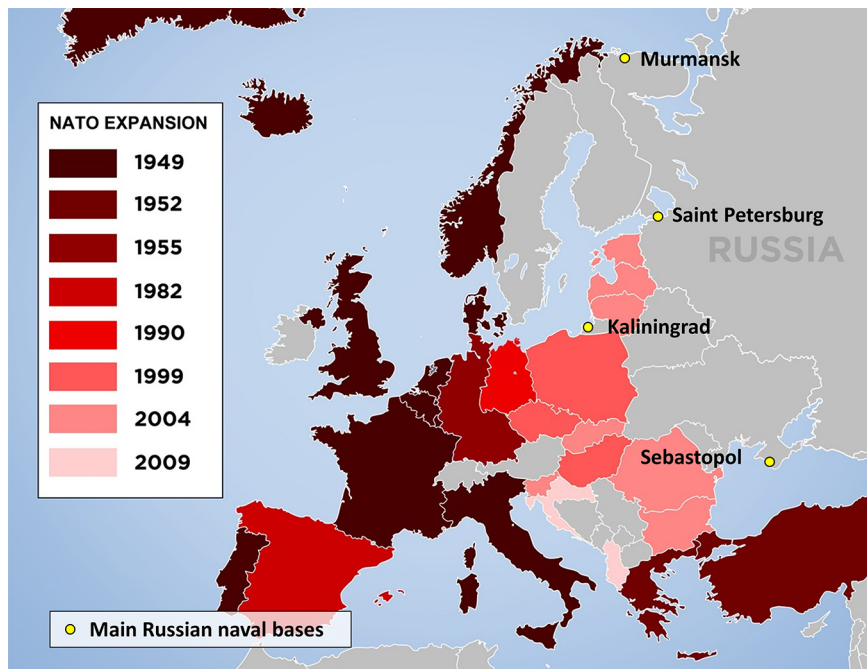 Murmansk
NATO EXPANSION
1949
1952
1955
1982
1990
1999
2004
2009
Saint Petersburg
RUSSIA
Kaliningrad
Sebastopol
Main Russian naval bases